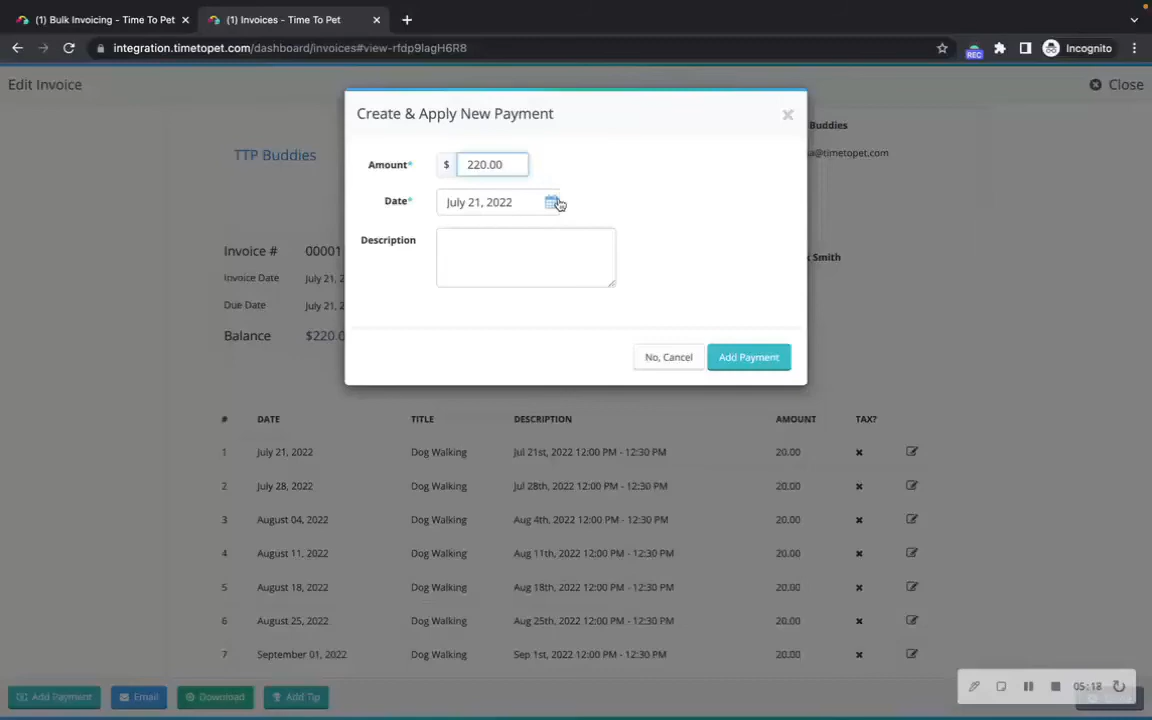 (1) Bulk Invoicing - Time To Pet
(1) Invoices - Time To Pet
integration.timetopet.com/dashboard/invoices#view-rfdp9lagH6R8
REC
Incognito
Edit Invoice
Close
Create & Apply New Payment
Buddies
TTP Buddies
a@timetopet.com
Amount* $ 220.00
Date* July 21, 2022
Description
Invoice # 00001
Smith
Invoice Date July 21, 2
Due Date July 21, 2
Balance $220.0
No, Cancel
Add Payment
# DATE TITLE DESCRIPTION AMOUNT TAX?
1 July 21, 2022 Dog Walking Jul 21st, 2022 12:00 PM - 12:30 PM 20.00
2 July 28, 2022 Dog Walking Jul 28th, 2022 12:00 PM - 12:30 PM 20.00
3 August 04, 2022 Dog Walking Aug 4th, 2022 12:00 PM - 12:30 PM 20.00
4 August 11, 2022 Dog Walking Aug 11th, 2022 12:00 PM - 12:30 PM 20.00
5 August 18, 2022 Dog Walking Aug 18th, 2022 12:00 PM - 12:30 PM 20.00
6 August 25, 2022 Dog Walking Aug 25th, 2022 12:00 PM - 12:30 PM 20.00
7 September 01, 2022 Dog Walking Sep 1st, 2022 12:00 PM - 12:30 PM 20.00
Add Payment
Email
Download
Add Tip
05:18